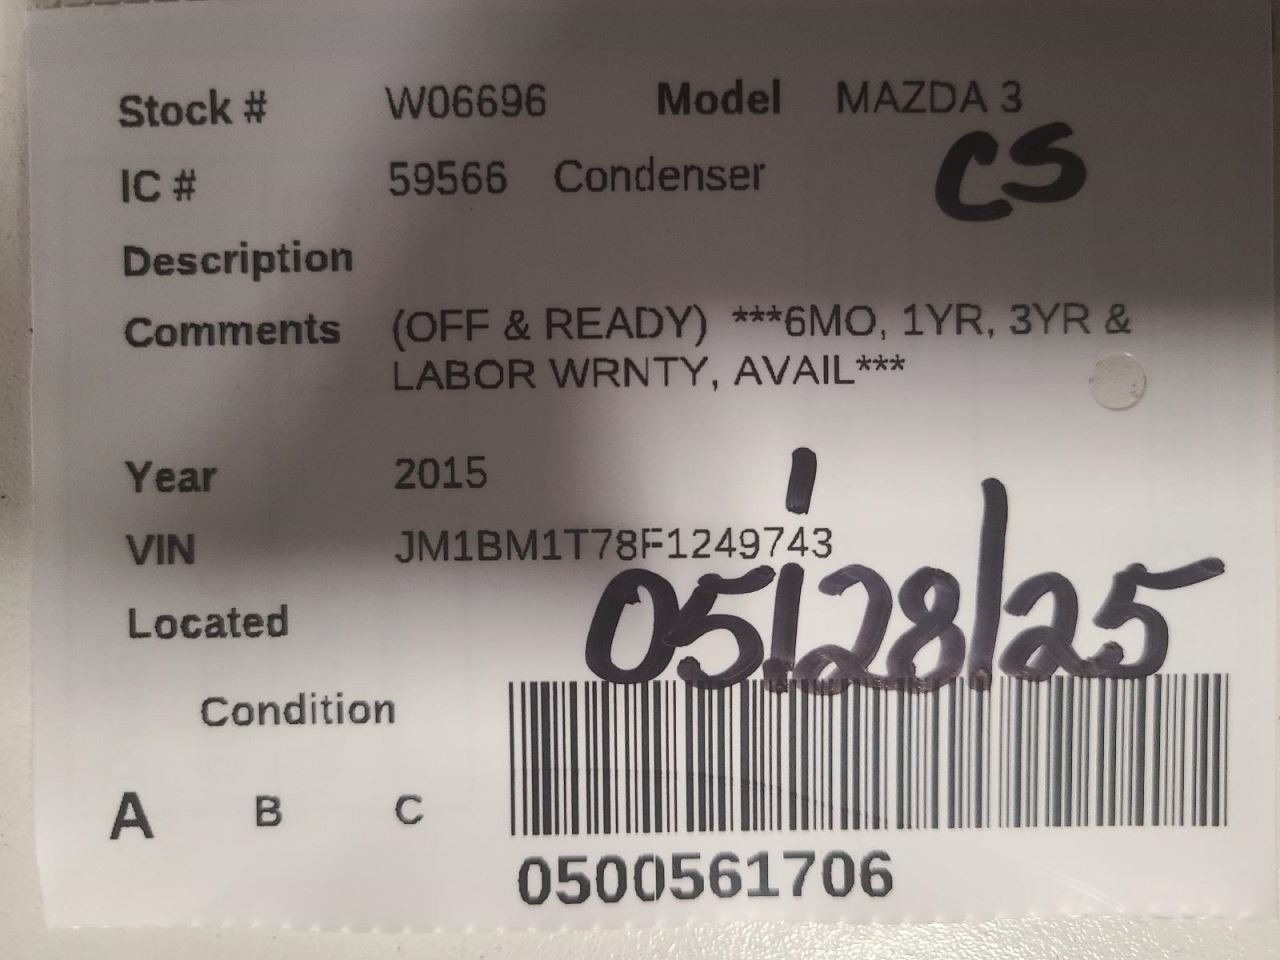 Stock # W06696 Model MAZDA 3
CS
IC # 59566 Condenser
Description
Comments (OFF & READY) ***6MO, 1YR, 3YR &
LABOR WRNTY, AVAIL***
Year 2015
VIN JM1BM1T78F1249743
05/28/25
Located
Condition
A B C
0500561706